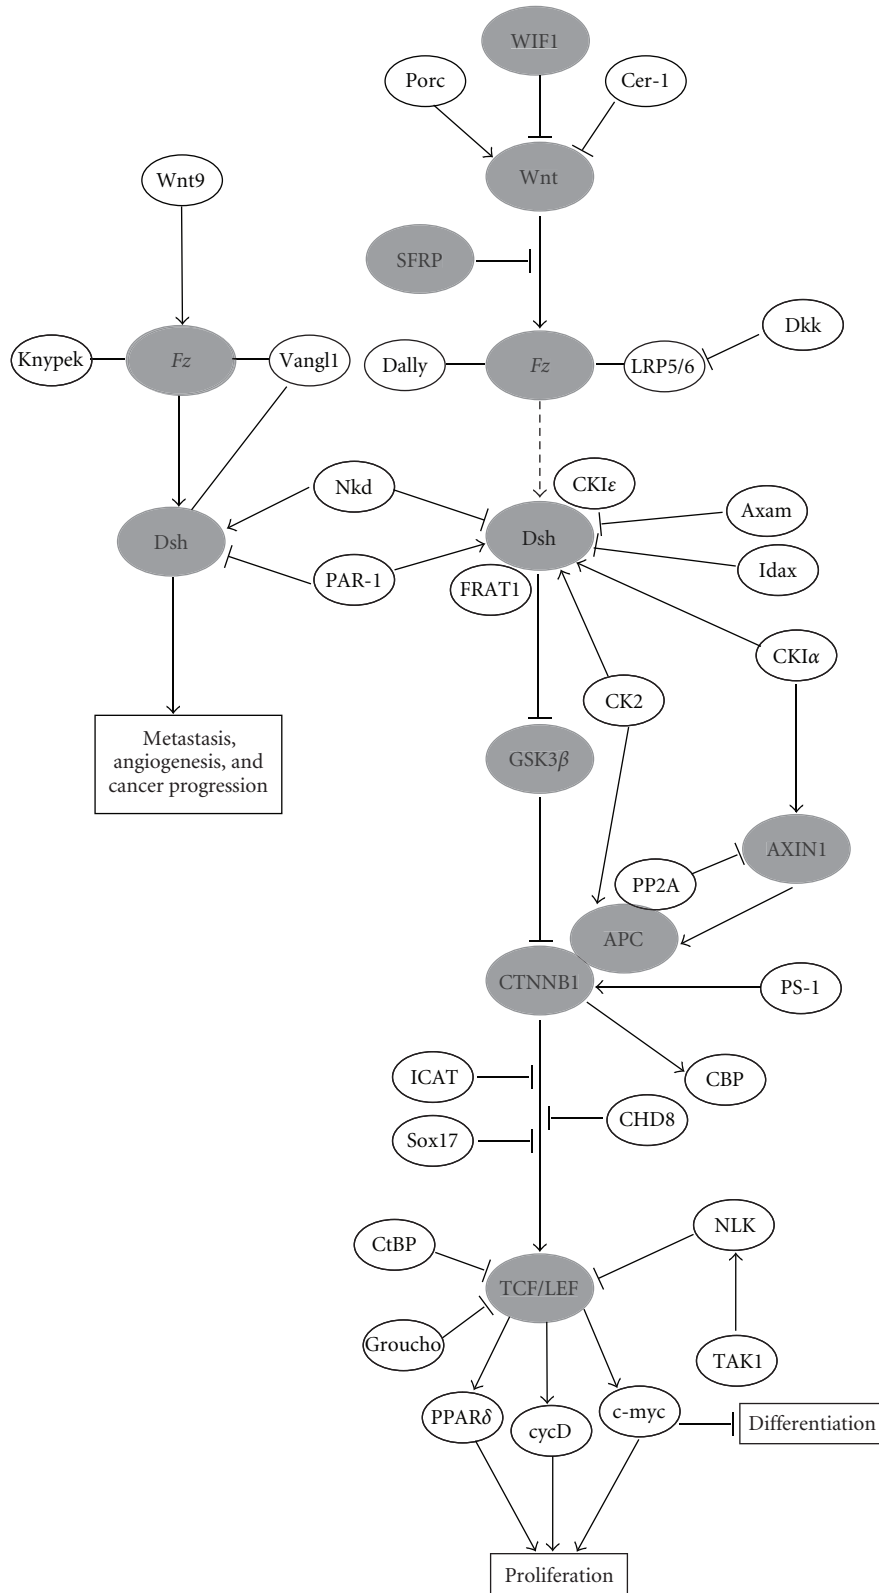 WIF1
Porc
Cer-1
Wnt
Wnt9
SFRP
Dkk
Knypek
Fz
Vangl1
Dally
Fz
LRP5/6
Nkd
CKIε
Axam
Dsh
Dsh
Idax
PAR-1
FRAT1
CKIα
CK2
Metastasis,
angiogenesis, and
cancer progression
GSK3β
AXIN1
PP2A
APC
CTNNB1
PS-1
ICAT
CBP
CHD8
Sox17
NLK
CtBP
TCF/LEF
Groucho
TAK1
PPARδ
cycD
c-myc
Differentiation
Proliferation